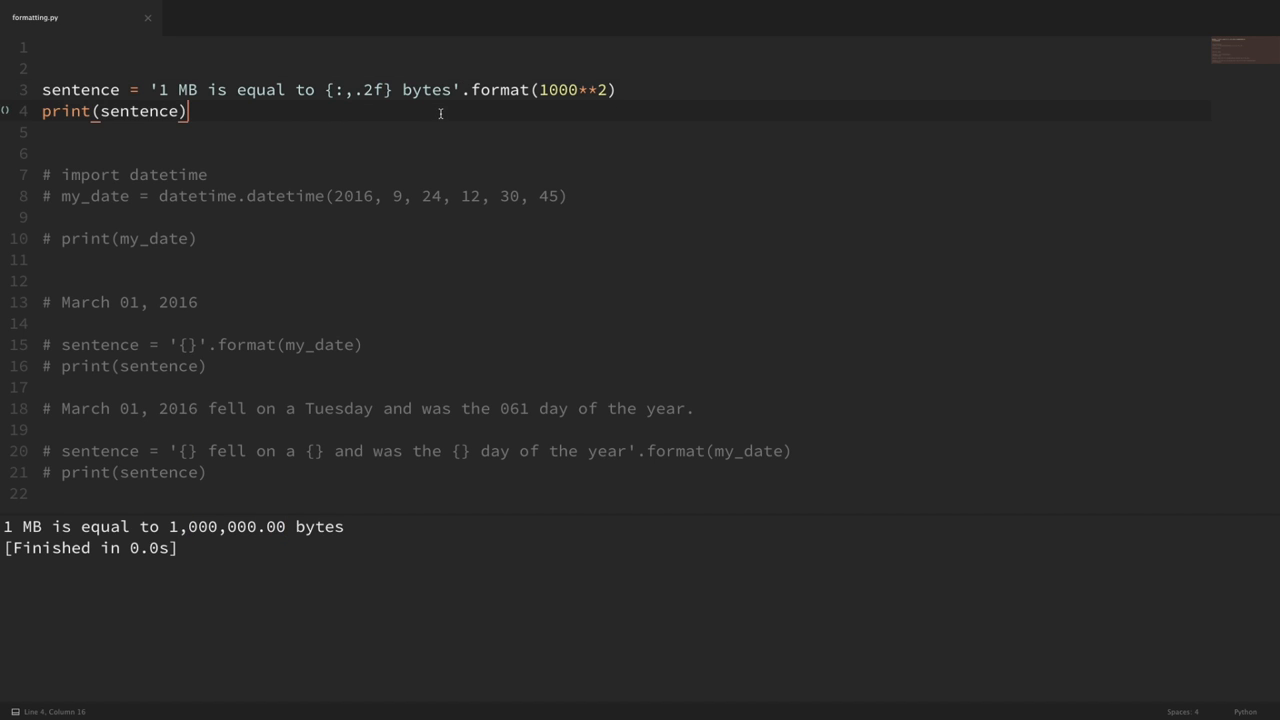 formatting.py ×
1
2
3 sentence = '1 MB is equal to {:,.2f} bytes'.format(1000**2)
() 4 print(sentence)
5
6
7 # import datetime
8 # my_date = datetime.datetime(2016, 9, 24, 12, 30, 45)
9
10 # print(my_date)
11
12
13 # March 01, 2016
14
15 # sentence = '{}'.format(my_date)
16 # print(sentence)
17
18 # March 01, 2016 fell on a Tuesday and was the 061 day of the year.
19
20 # sentence = '{} fell on a {} and was the {} day of the year'.format(my_date)
21 # print(sentence)
22
1 MB is equal to 1,000,000.00 bytes
[Finished in 0.0s]
Line 4, Column 16 Spaces: 4 Python